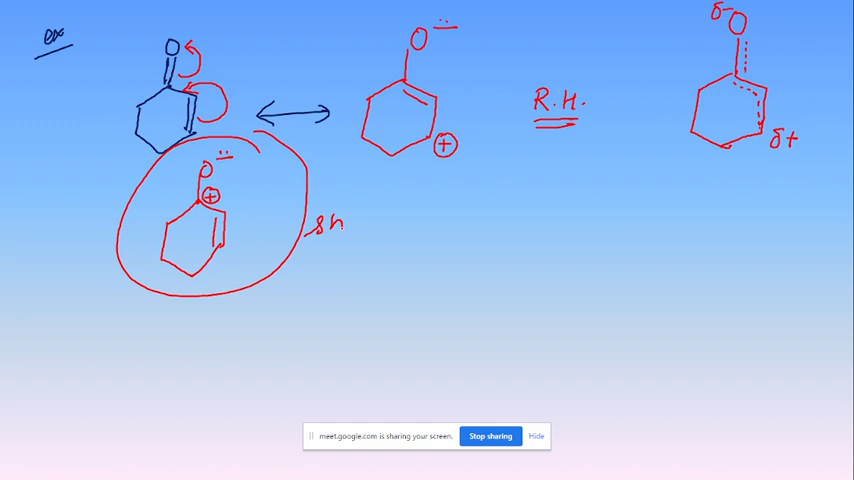 ex
O
O
δ-
O
R.H.
+
δ+
O
+
sh
meet.google.com is sharing your screen. Stop sharing Hide